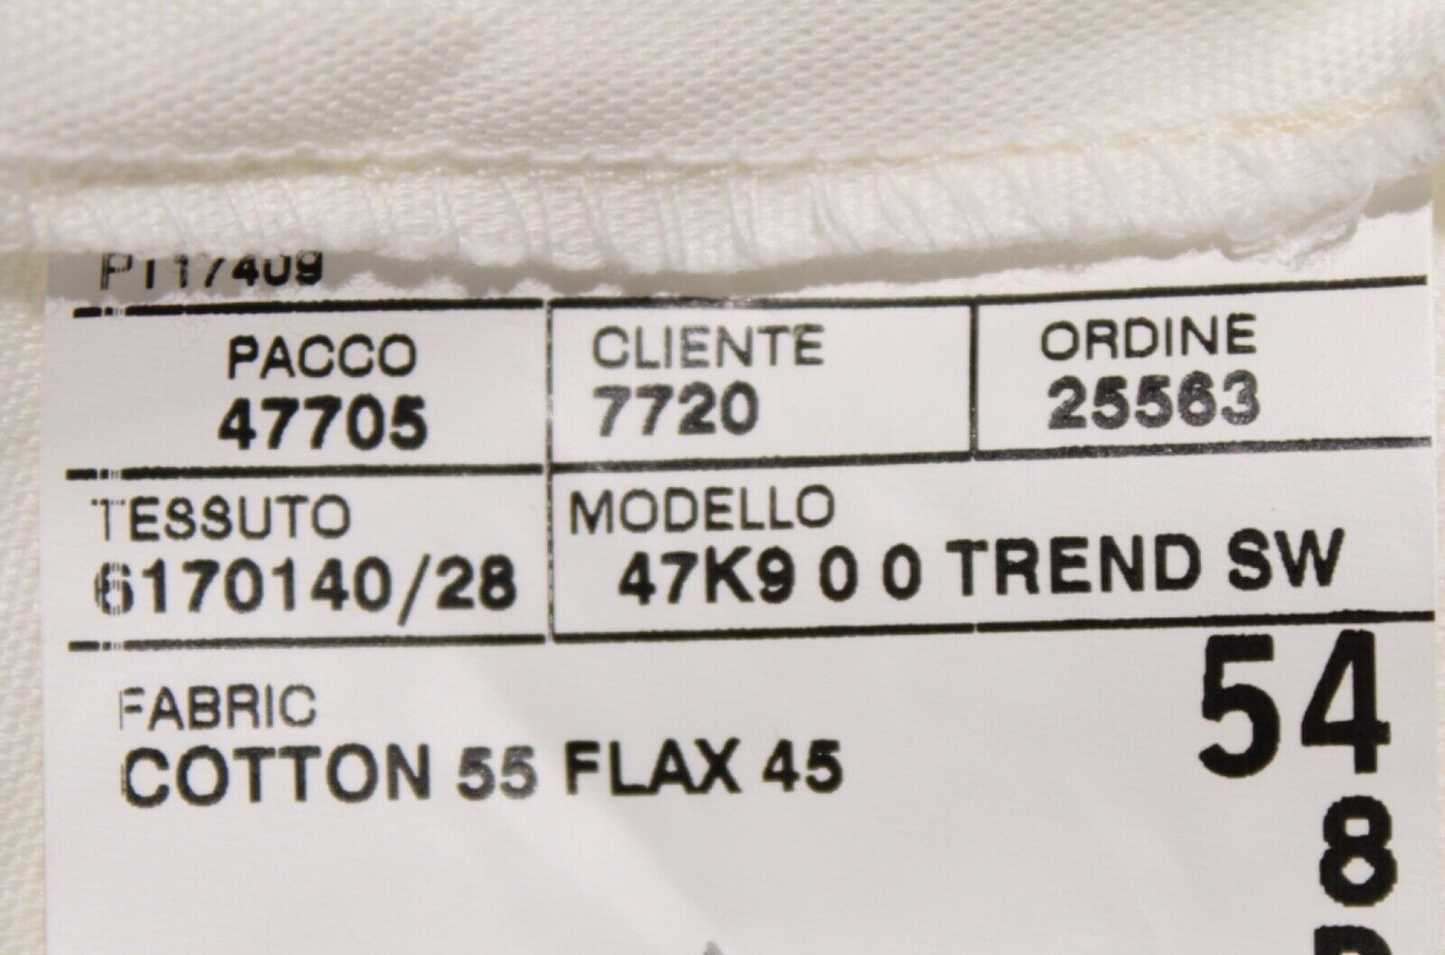 PACCO
47705
CLIENTE
7720
ORDINE
25563
TESSUTO
6170140/28
MODELLO
47K9 0 0 TREND SW
FABRIC
COTTON 55 FLAX 45
54
8